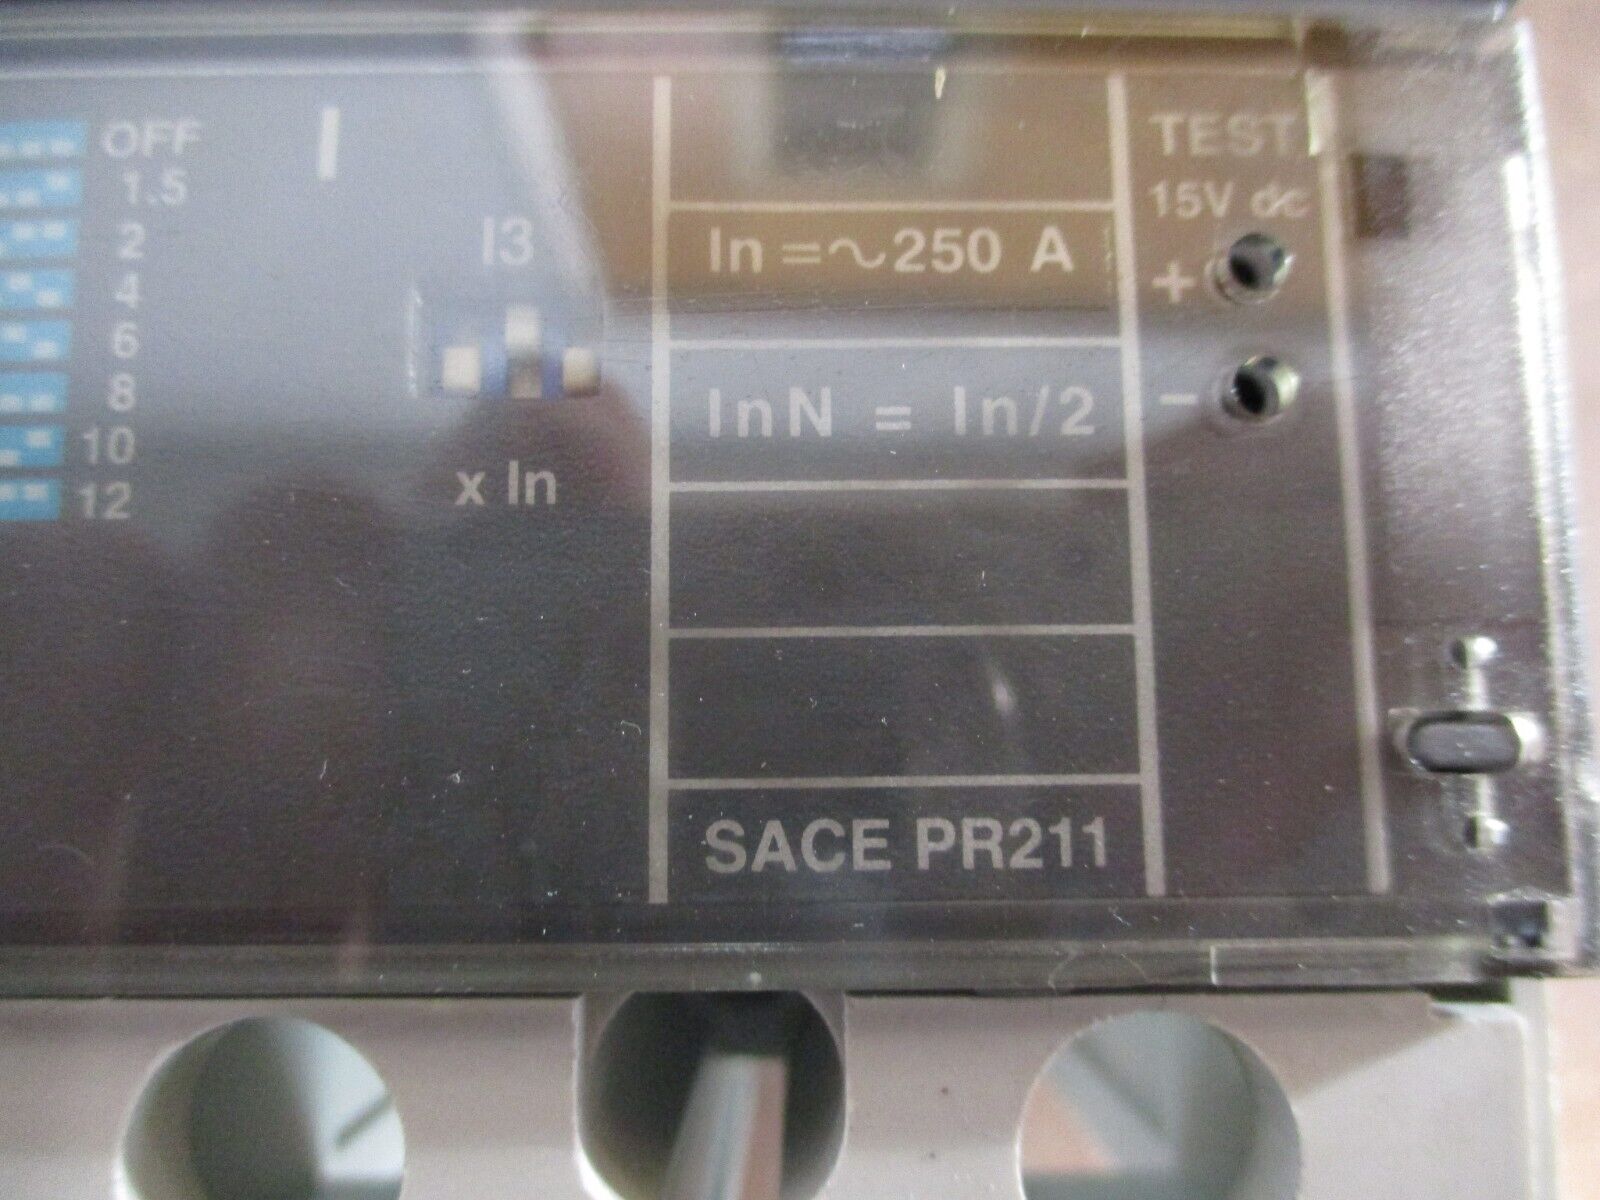 OFF
1.5
2
4
6
8
10
12
I3
x In
In =~250 A
InN = In/2
SACE PR211
TEST
15V dc
+
-